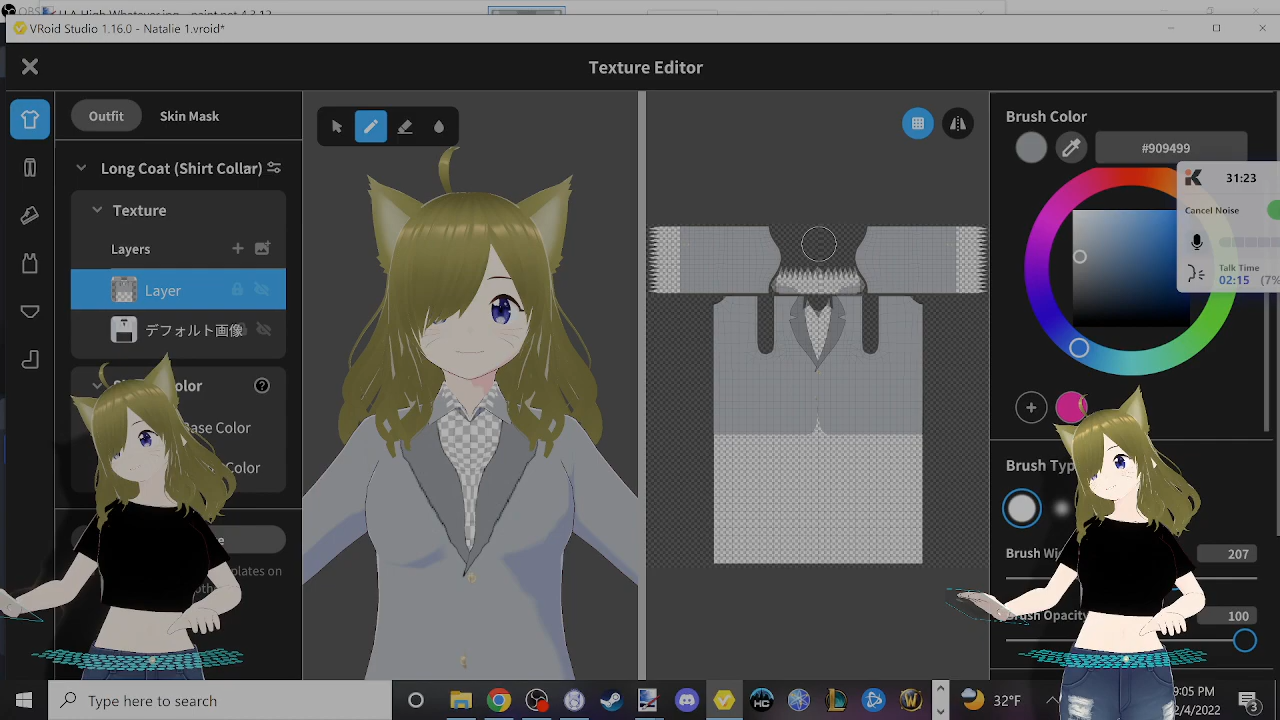 VRoid Studio 1.16.0 - Natalie 1.vroid*
Texture Editor
Outfit
Skin Mask
Long Coat (Shirt Collar)
Texture
Layers
Layer
デフォルト画像
Base Color
Color
Brush Color
#909499
31:23
Cancel Noise
Talk Time
02:15 (7%
Brush
207
Brush Opacity
100
Type here to search
32°F
9:05 PM
2/4/2022
3